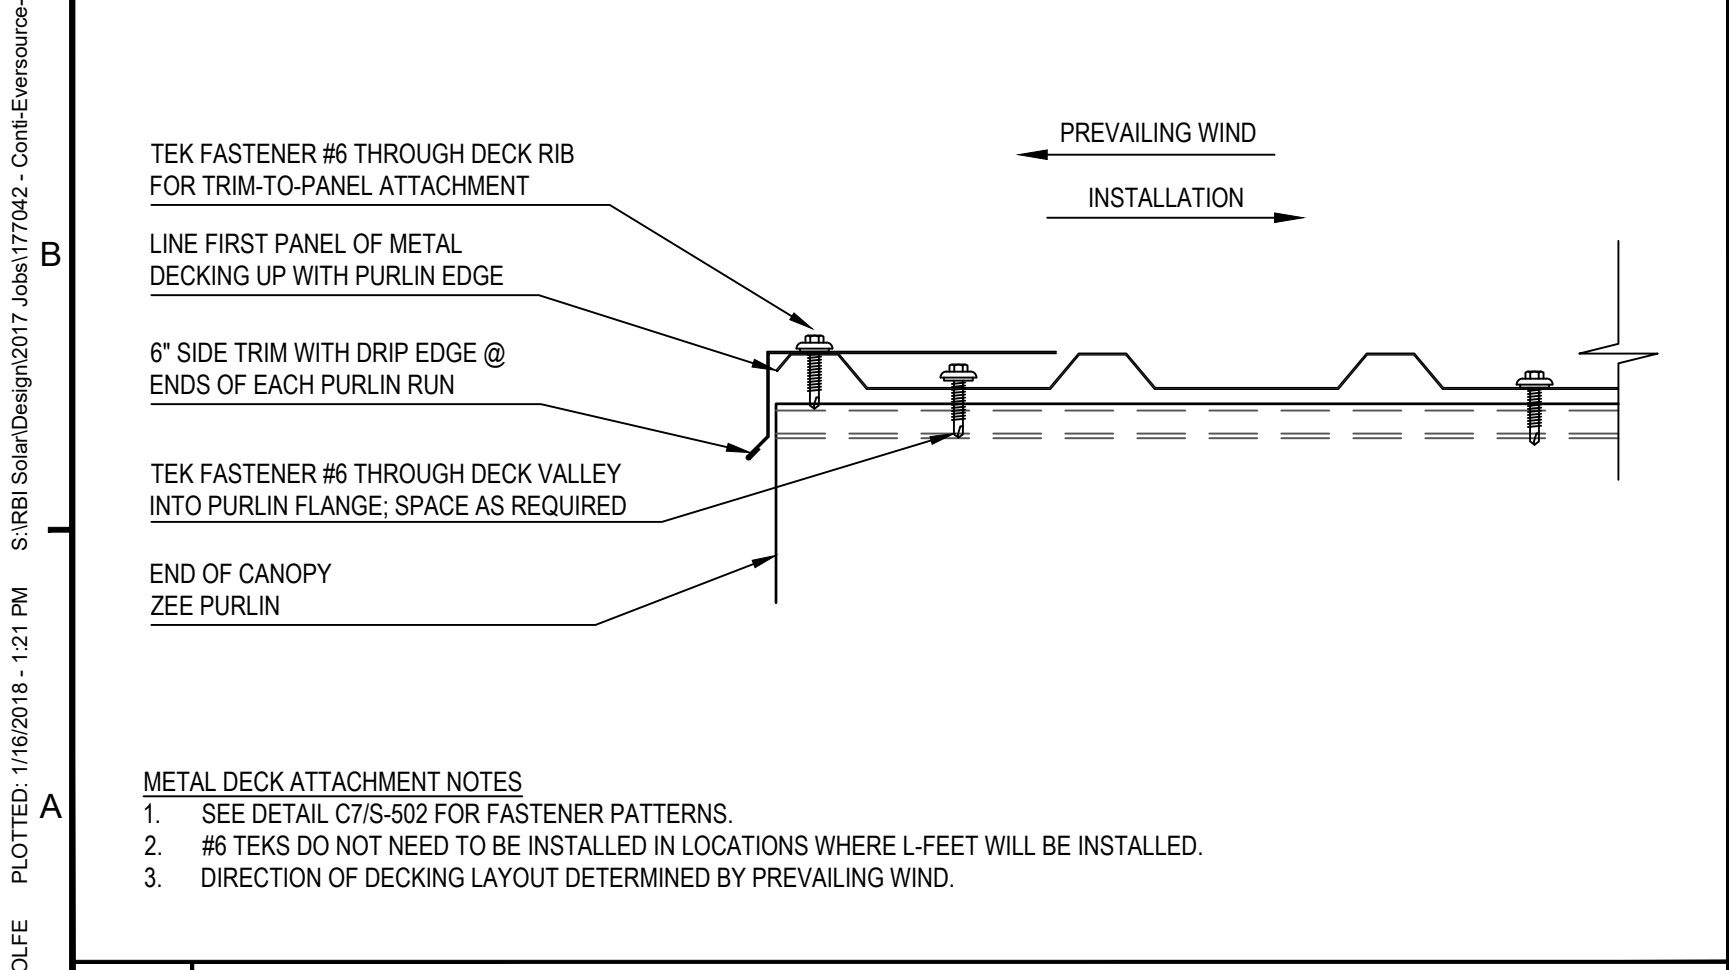 S:\RBI Solar\Design\2017 Jobs\177042 - Conti-Eversource-
PLOTTED: 1/16/2018 - 1:21 PM
B
A
TEK FASTENER #6 THROUGH DECK RIB
FOR TRIM-TO-PANEL ATTACHMENT
LINE FIRST PANEL OF METAL
DECKING UP WITH PURLIN EDGE
6" SIDE TRIM WITH DRIP EDGE @
ENDS OF EACH PURLIN RUN
TEK FASTENER #6 THROUGH DECK VALLEY
INTO PURLIN FLANGE; SPACE AS REQUIRED
END OF CANOPY
ZEE PURLIN
PREVAILING WIND
INSTALLATION
METAL DECK ATTACHMENT NOTES
1. SEE DETAIL C7/S-502 FOR FASTENER PATTERNS.
2. #6 TEKS DO NOT NEED TO BE INSTALLED IN LOCATIONS WHERE L-FEET WILL BE INSTALLED.
3. DIRECTION OF DECKING LAYOUT DETERMINED BY PREVAILING WIND.